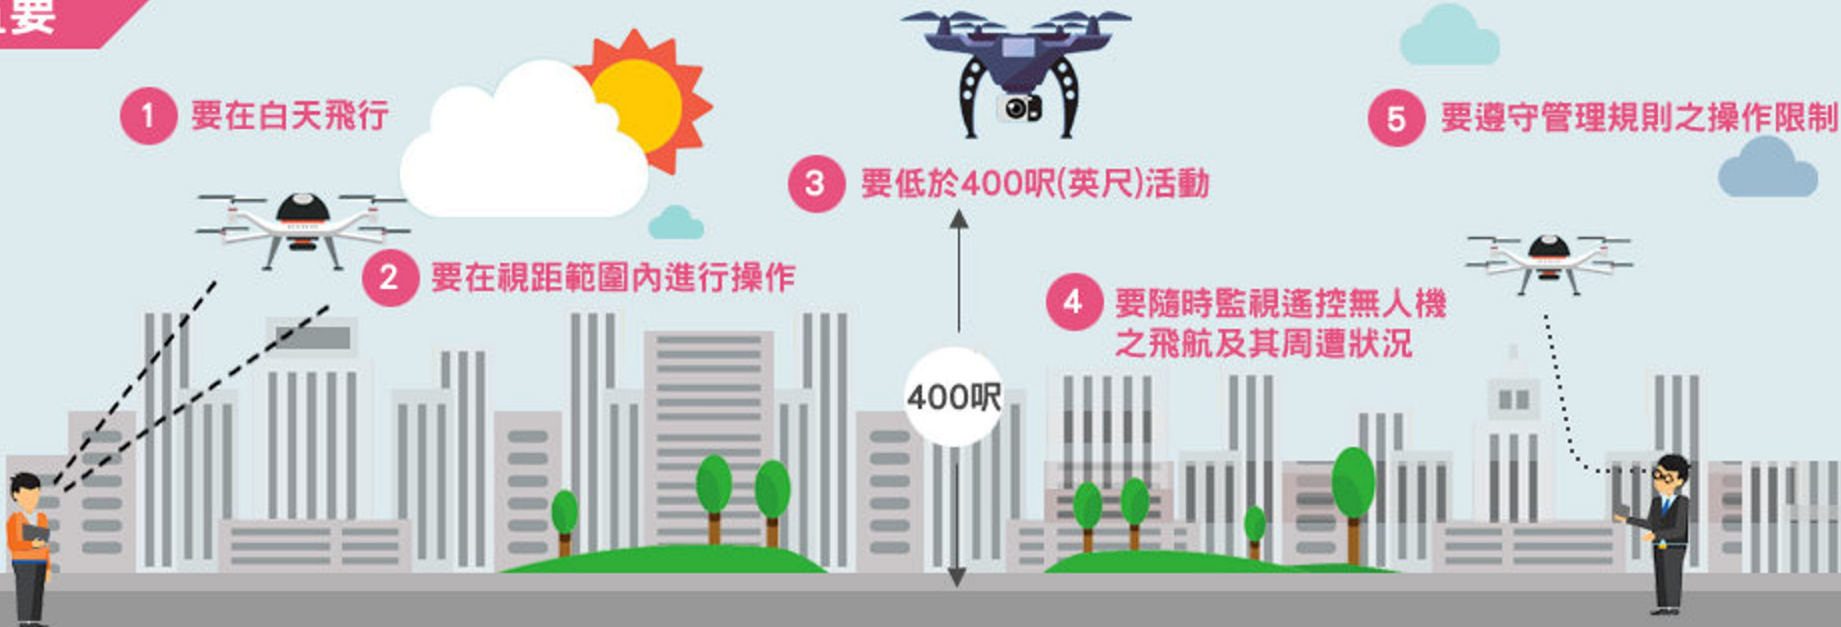 要
1 要在白天飛行
2 要在視距範圍內進行操作
3 要低於400呎(英尺)活動
400呎
4 要隨時監視遙控無人機
之飛航及其周遭狀況
5 要遵守管理規則之操作限制